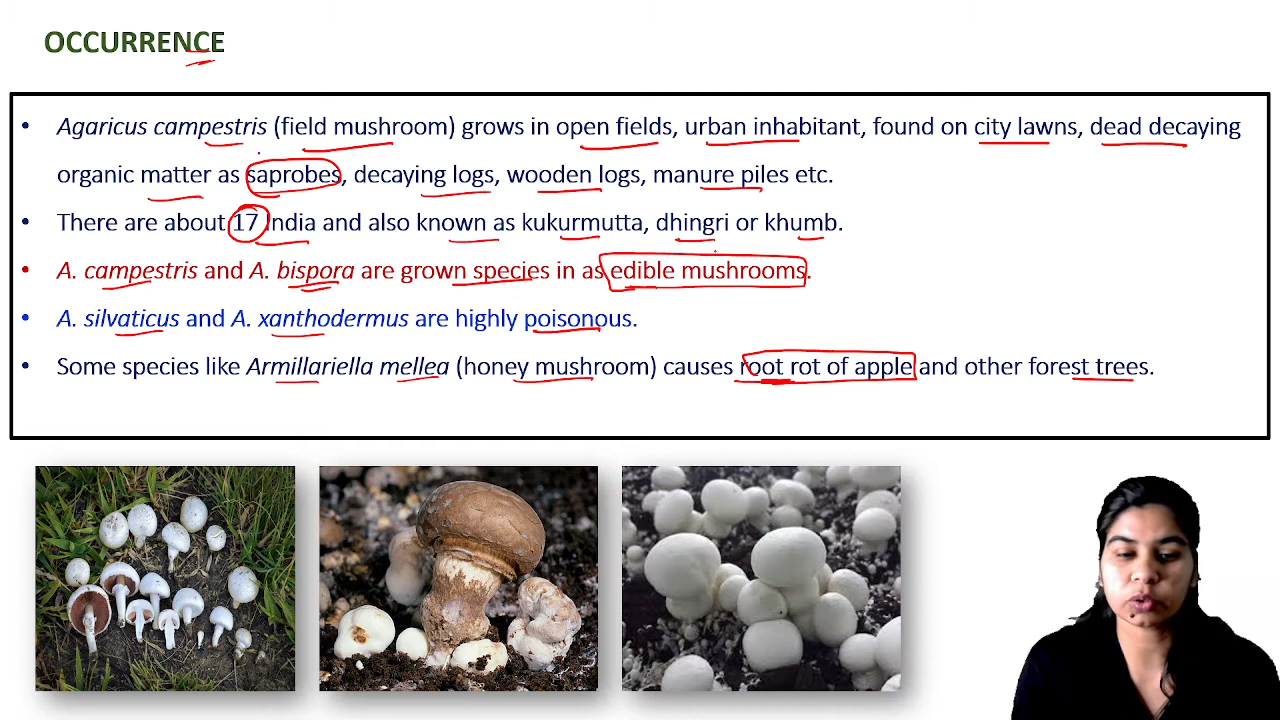 OCCURRENCE
• Agaricus campestris (field mushroom) grows in open fields, urban inhabitant, found on city lawns, dead decaying
organic matter as saprobes, decaying logs, wooden logs, manure piles etc.
• There are about 17 India and also known as kukurmutta, dhingri or khumb.
• A. campestris and A. bispora are grown species in as edible mushrooms.
• A. silvaticus and A. xanthodermus are highly poisonous.
• Some species like Armillariella mellea (honey mushroom) causes root rot of apple and other forest trees.